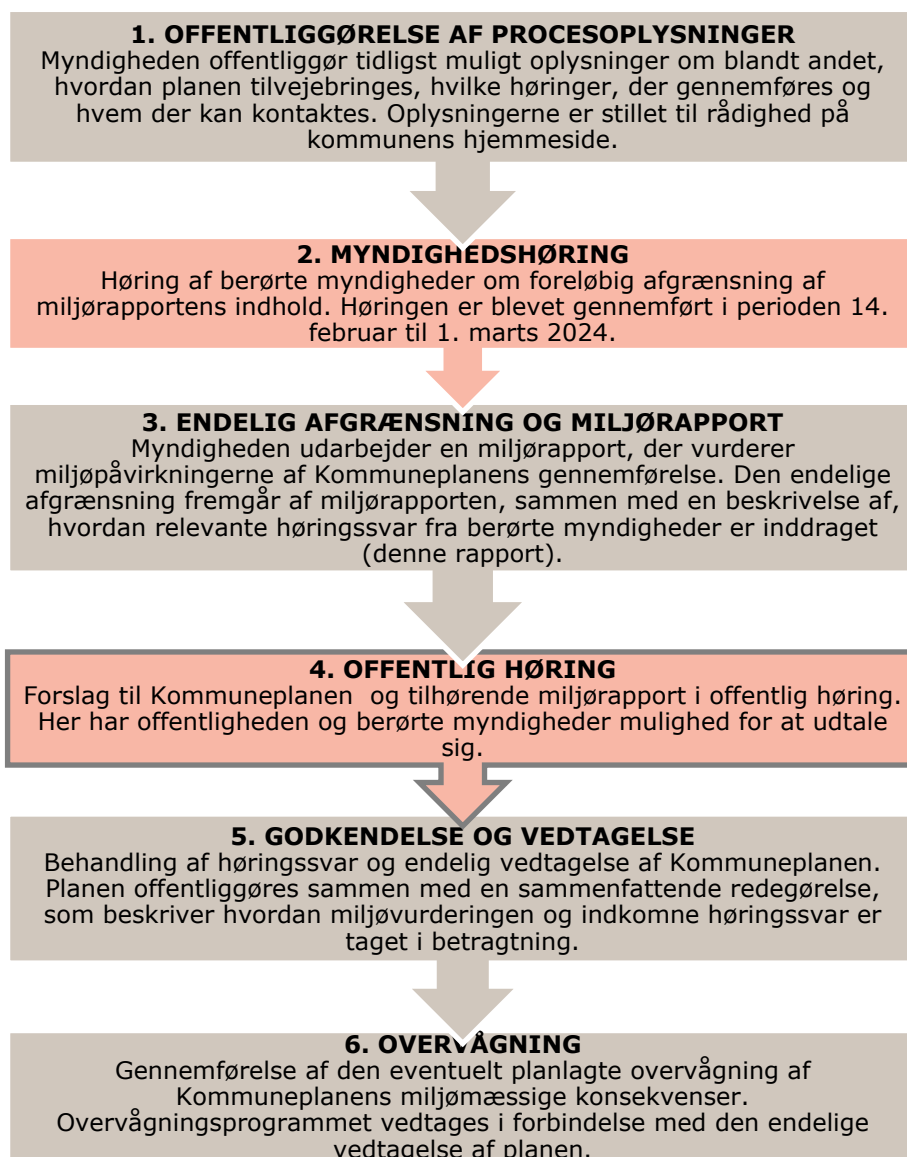 1. OFFENTLIGGØRELSE AF PROCESOPLYSNINGER
Myndigheden offentliggør tidligst muligt oplysninger om blandt andet,
hvordan planen tilvejebringes, hvilke høringer, der gennemføres og
hvem der kan kontaktes. Oplysningerne er stillet til rådighed på
kommunens hjemmeside.
2. MYNDIGHEDSHØRING
Høring af berørte myndigheder om foreløbig afgrænsning af
miljørapportens indhold. Høringen er blevet gennemført i perioden 14.
februar til 1. marts 2024.
3. ENDELIG AFGRÆNSNING OG MILJØRAPPORT
Myndigheden udarbejder en miljørapport, der vurderer
miljøpåvirkningerne af Kommuneplanens gennemførelse. Den endelige
afgrænsning fremgår af miljørapporten, sammen med en beskrivelse af,
hvordan relevante høringssvar fra berørte myndigheder er inddraget
(denne rapport).
4. OFFENTLIG HØRING
Forslag til Kommuneplanen og tilhørende miljørapport i offentlig høring.
Her har offentligheden og berørte myndigheder mulighed for at udtale
sig.
5. GODKENDELSE OG VEDTAGELSE
Behandling af høringssvar og endelig vedtagelse af Kommuneplanen.
Planen offentliggøres sammen med en sammenfattende redegørelse,
som beskriver hvordan miljøvurderingen og indkomne høringssvar er
taget i betragtning.
6. OVERVÅGNING
Gennemførelse af den eventuelt planlagte overvågning af
Kommuneplanens miljømæssige konsekvenser.
Overvågningsprogrammet vedtages i forbindelse med den endelige
vedtagelse af planen.